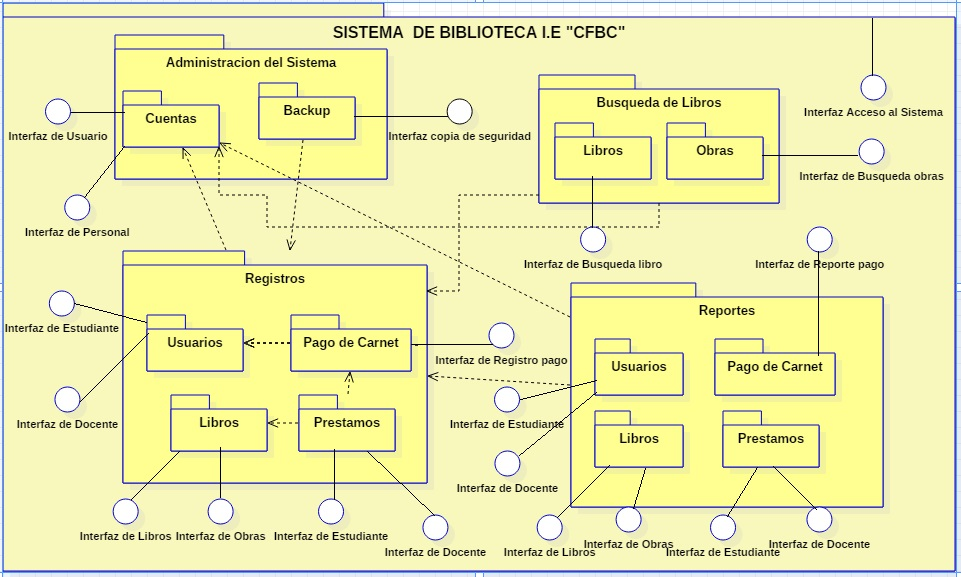 SISTEMA DE BIBLIOTECA I.E "CFBC"
Administracion del Sistema
Cuentas
Backup
Interfaz de Usuario
Interfaz copia de seguridad
Interfaz de Personal
Busqueda de Libros
Libros
Obras
Interfaz Acceso al Sistema
Interfaz de Busqueda obras
Interfaz de Busqueda libro
Interfaz de Reporte pago
Registros
Usuarios
Pago de Carnet
Interfaz de Estudiante
Interfaz de Registro pago
Interfaz de Docente
Libros
Prestamos
Interfaz de Libros
Interfaz de Obras
Interfaz de Estudiante
Interfaz de Docente
Reportes
Usuarios
Pago de Carnet
Interfaz de Estudiante
Libros
Prestamos
Interfaz de Docente
Interfaz de Libros
Interfaz de Obras
Interfaz de Estudiante
Interfaz de Docente